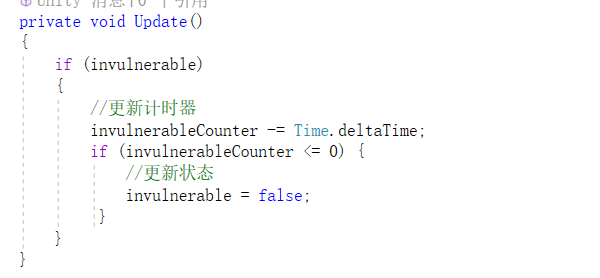 Unity 消息|0 个引用
private void Update()
{
if (invulnerable)
{
//更新计时器
invulnerableCounter -= Time.deltaTime;
if (invulnerableCounter <= 0) {
//更新状态
invulnerable = false;
}
}
}